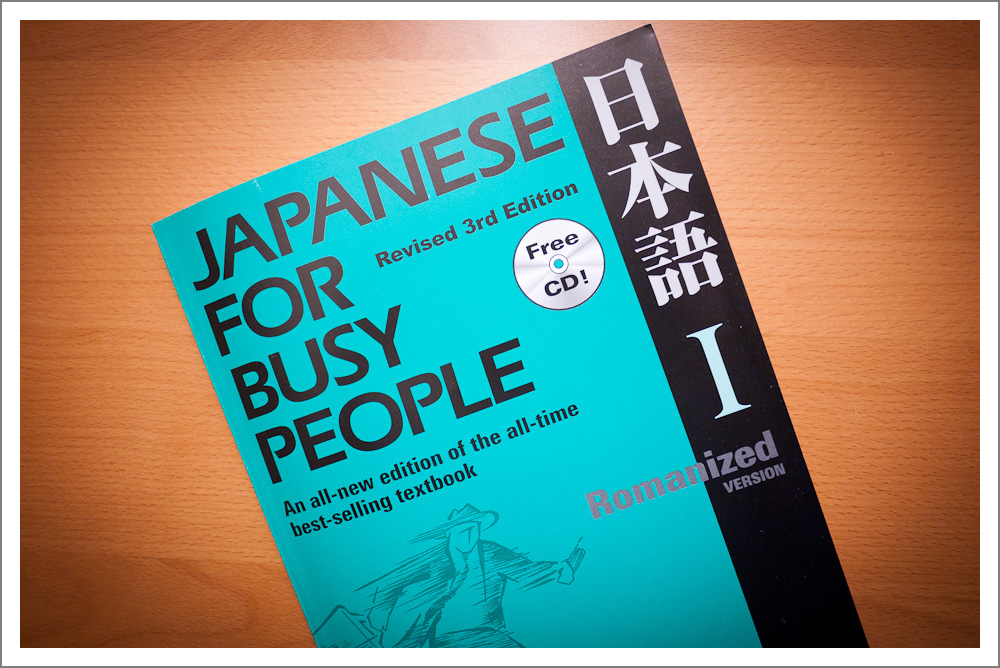 JAPANESE
FOR
BUSY
PEOPLE
Revised 3rd Edition
Free
CD!
An all-new edition of the all-time
best-selling textbook
日本語 I
Romanized
VERSION